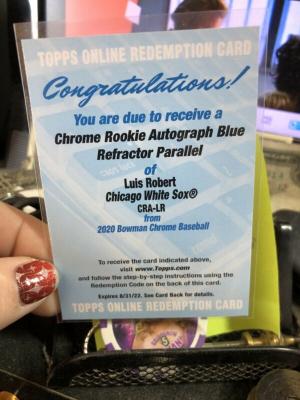 TOPPS ONLINE REDEMPTION CARD
Congratulations!
You are due to receive a
Chrome Rookie Autograph Blue
Refractor Parallel
of
Luis Robert
Chicago White Sox®
CRA-LR
from
2020 Bowman Chrome Baseball
To receive the card indicated above,
visit www.Topps.com
and follow the step-by-step instructions using the
Redemption Code on the back of this card.
Expires 8/31/22. See Card Back for details.
TOPPS ONLINE REDEMPTION CARD